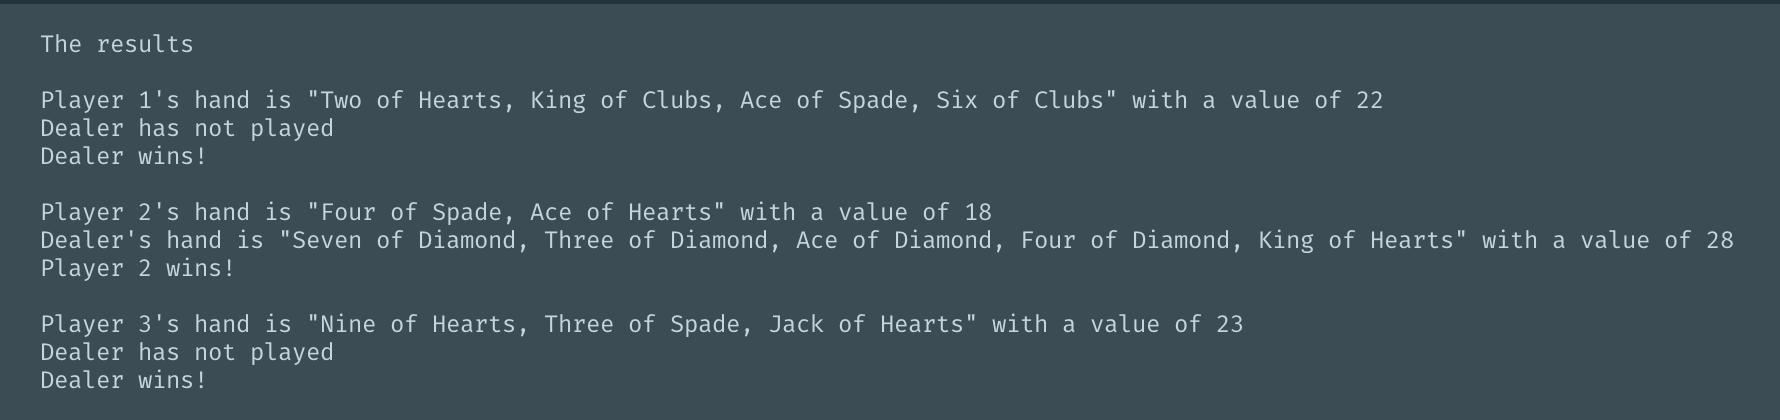 The results
Player 1's hand is "Two of Hearts, King of Clubs, Ace of Spade, Six of Clubs" with a value of 22
Dealer has not played
Dealer wins!
Player 2's hand is "Four of Spade, Ace of Hearts" with a value of 18
Dealer's hand is "Seven of Diamond, Three of Diamond, Ace of Diamond, Four of Diamond, King of Hearts" with a value of 28
Player 2 wins!
Player 3's hand is "Nine of Hearts, Three of Spade, Jack of Hearts" with a value of 23
Dealer has not played
Dealer wins!